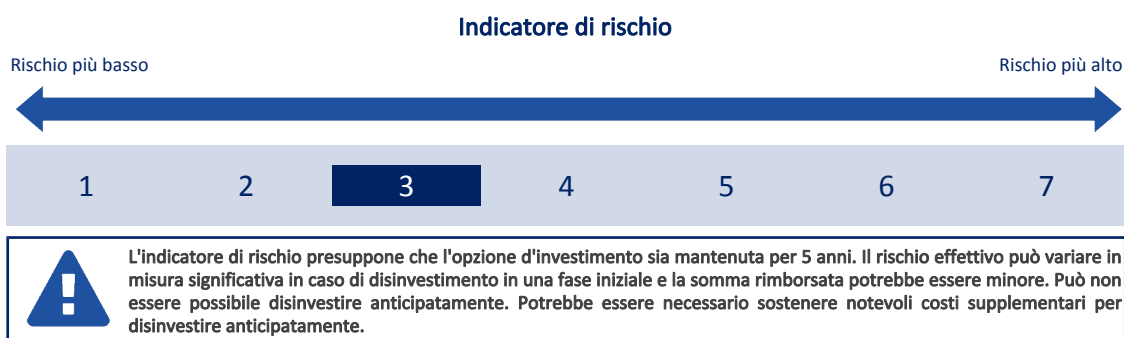 Indicatore di rischio
Rischio più basso
Rischio più alto
1 2 3 4 5 6 7
L'indicatore di rischio presuppone che l'opzione d'investimento sia mantenuta per 5 anni. Il rischio effettivo può variare in
misura significativa in caso di disinvestimento in una fase iniziale e la somma rimborsata potrebbe essere minore. Può non
essere possibile disinvestire anticipatamente. Potrebbe essere necessario sostenere notevoli costi supplementari per
disinvestire anticipatamente.